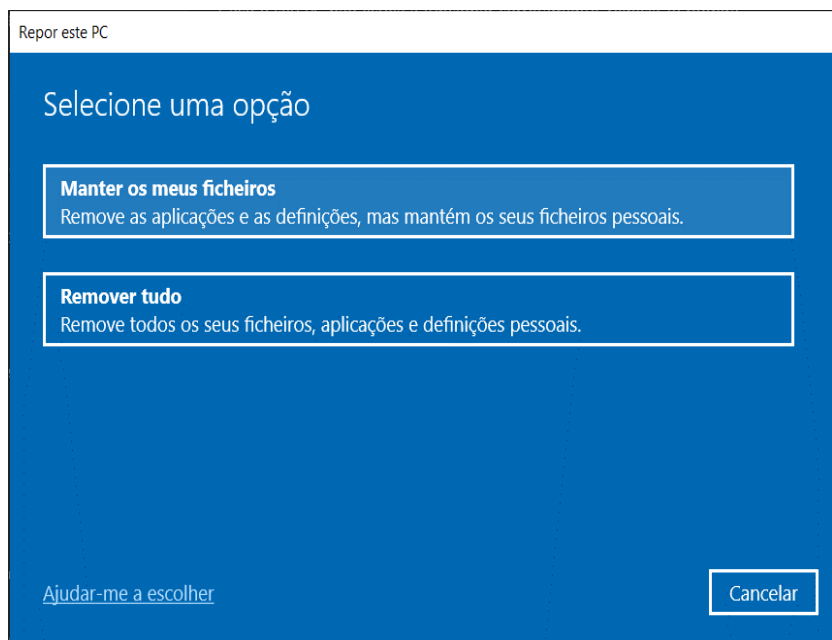 Repor este PC
Selecione uma opção
Manter os meus ficheiros
Remove as aplicações e as definições, mas mantém os seus ficheiros pessoais.
Remover tudo
Remove todos os seus ficheiros, aplicações e definições pessoais.
Ajudar-me a escolher
Cancelar